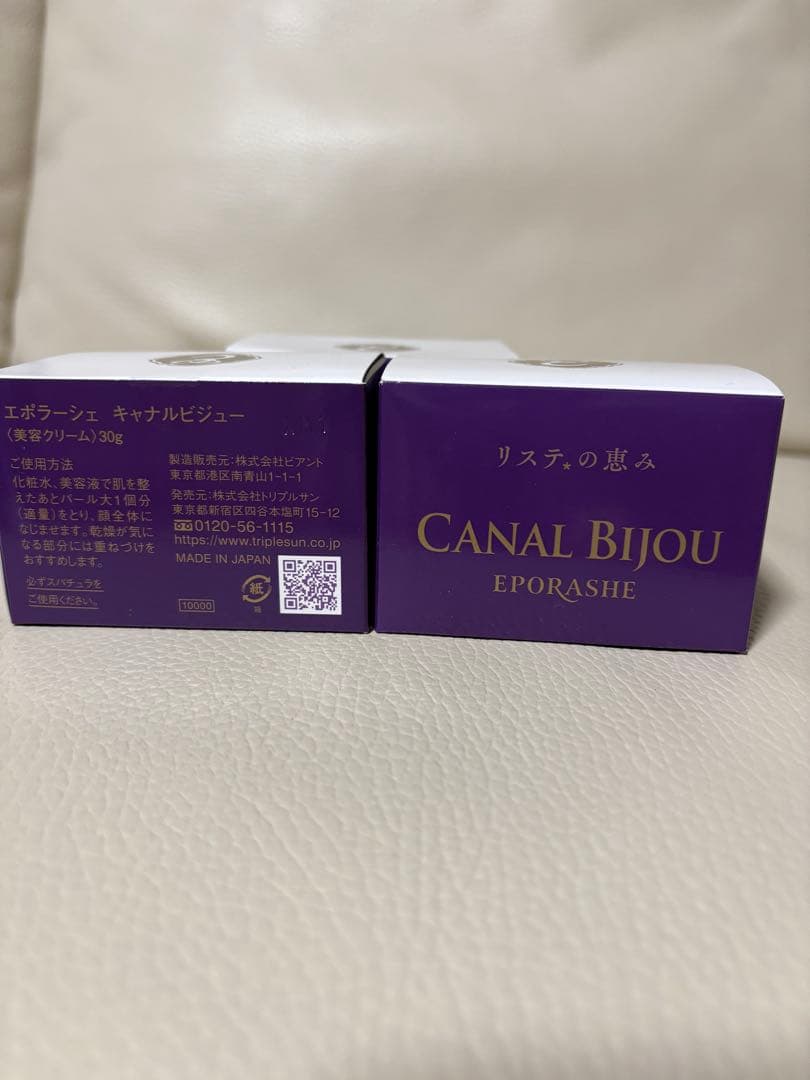 エポラーシェ キャナルビジュー
〈美容クリーム〉30g
ご使用方法
化粧水、美容液で肌を整
えたあとパール大1個分
(適量)をとり、顔全体に
なじませます。乾燥が気に
なる部分には重ねづけを
おすすめします。
必ずスパチュラを
ご使用ください。
製造販売元:株式会社ビアント
東京都港区南青山1-1-1
発売元:株式会社トリプルサン
東京都新宿区四谷本塩町15-12
0120-56-1115
https://www.triplesun.co.jp
MADE IN JAPAN
紙
箱
10000
リステ*の恵み
CANAL BIJOU
EPORASHE